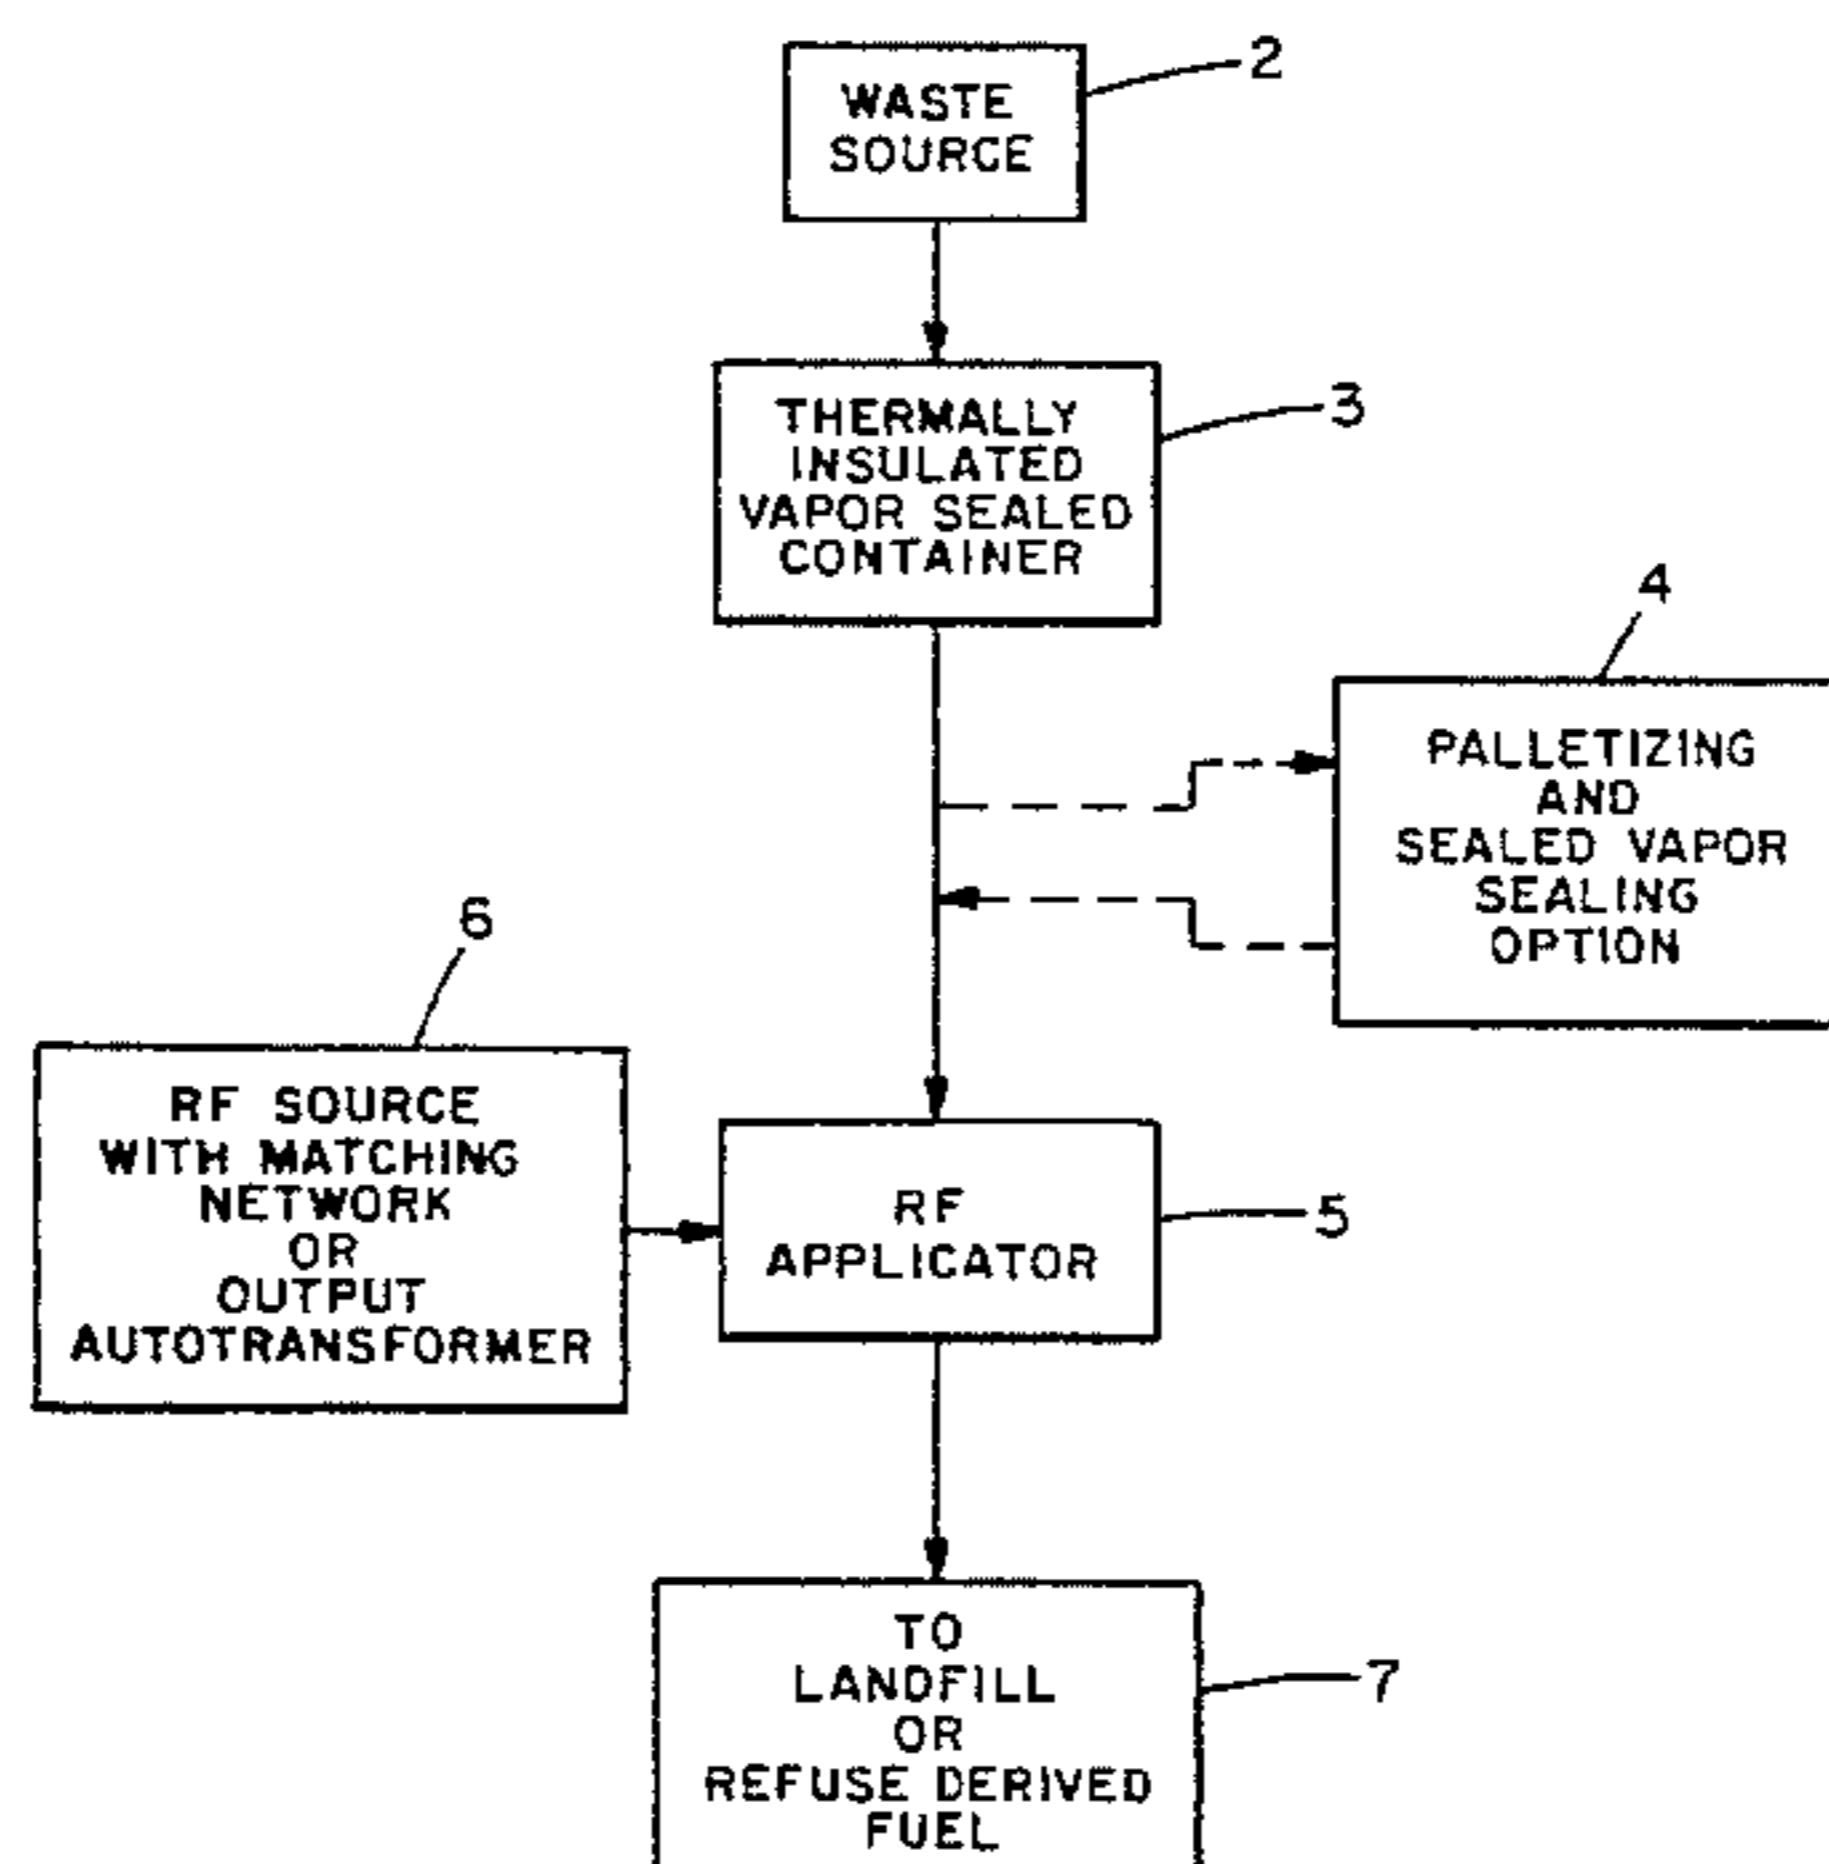 2
WASTE
SOURCE
3
THERMALLY
INSULATED
VAPOR SEALED
CONTAINER
4
PALLETIZING
AND
SEALED VAPOR
SEALING
OPTION
6
RF SOURCE
WITH MATCHING
NETWORK
OR
OUTPUT
AUTOTRANSFORMER
RF
APPLICATOR
5
TO
LANDFILL
OR
REFUSE DERIVED
FUEL
7